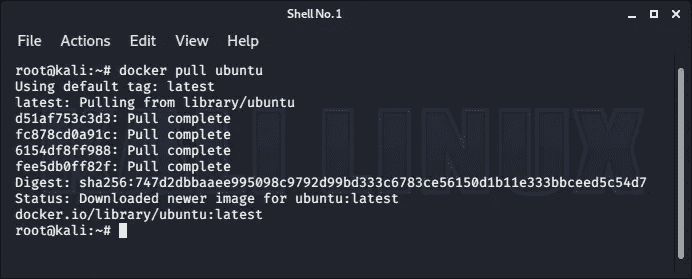 Shell No. 1
File Actions Edit View Help
root@kali:~# docker pull ubuntu
Using default tag: latest
latest: Pulling from library/ubuntu
d51af753c3d3: Pull complete
fc878cd0a91c: Pull complete
6154df8ff988: Pull complete
fee5db0ff82f: Pull complete
Digest: sha256:747d2dbbaaee995098c9792d99bd333c6783ce56150d1b11e333bbceed5c54d7
Status: Downloaded newer image for ubuntu:latest
docker.io/library/ubuntu:latest
root@kali:~#
LINUX